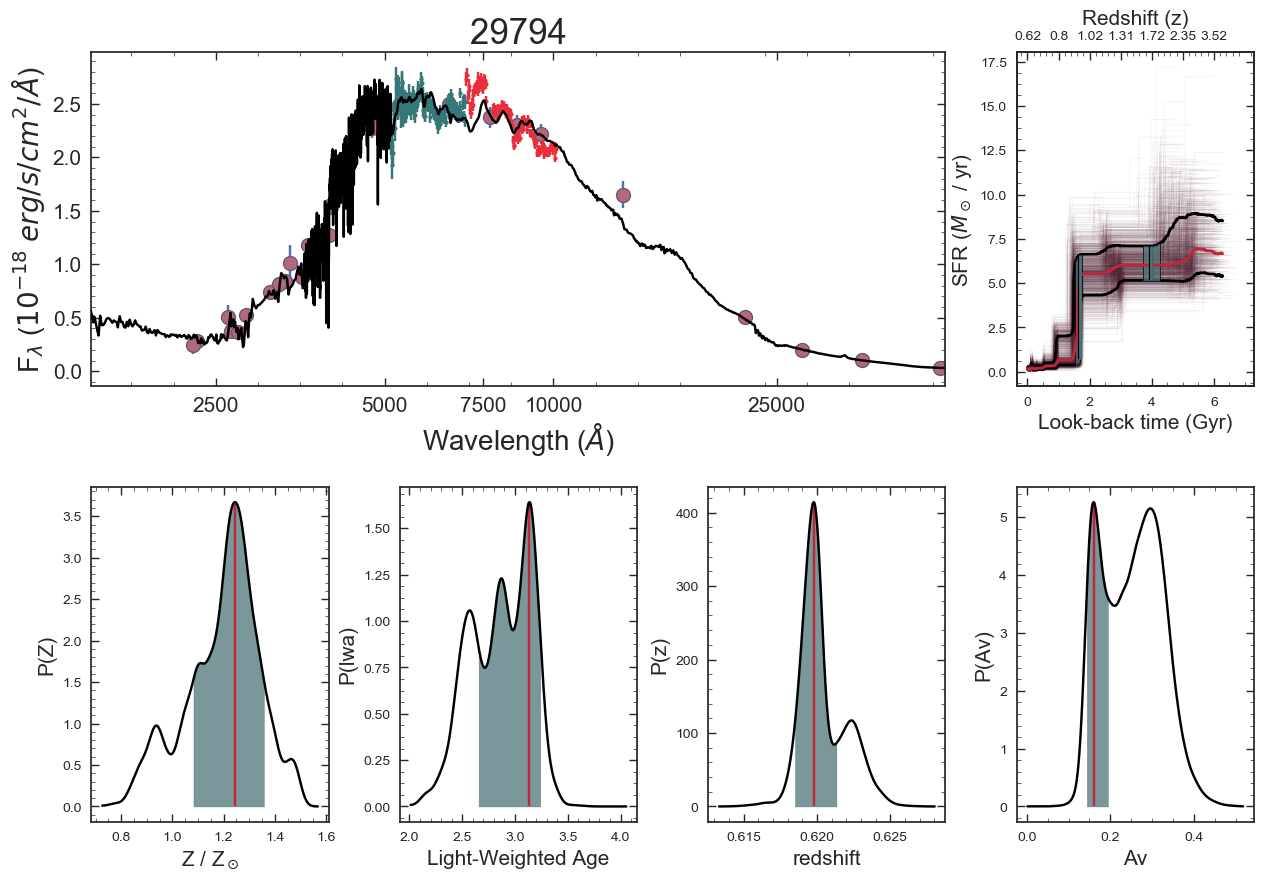 29794
F_λ (10^−18 erg/s/cm^2/Å)
2.5
2.0
1.5
1.0
0.5
0.0
2500 5000 7500 10000 25000
Wavelength (Å)
Redshift (z)
0.62 0.8 1.02 1.31 1.72 2.35 3.52
SFR (M_⊙ / yr)
17.5
15.0
12.5
10.0
7.5
5.0
2.5
0.0
0 2 4 6
Look-back time (Gyr)
P(Z)
3.5
3.0
2.5
2.0
1.5
1.0
0.5
0.0
0.8 1.0 1.2 1.4 1.6
Z / Z_⊙
P(lwa)
1.50
1.25
1.00
0.75
0.50
0.25
0.00
2.0 2.5 3.0 3.5 4.0
Light-Weighted Age
P(z)
400
300
200
100
0
0.615 0.620 0.625
redshift
P(Av)
5
4
3
2
1
0
0.0 0.2 0.4
Av